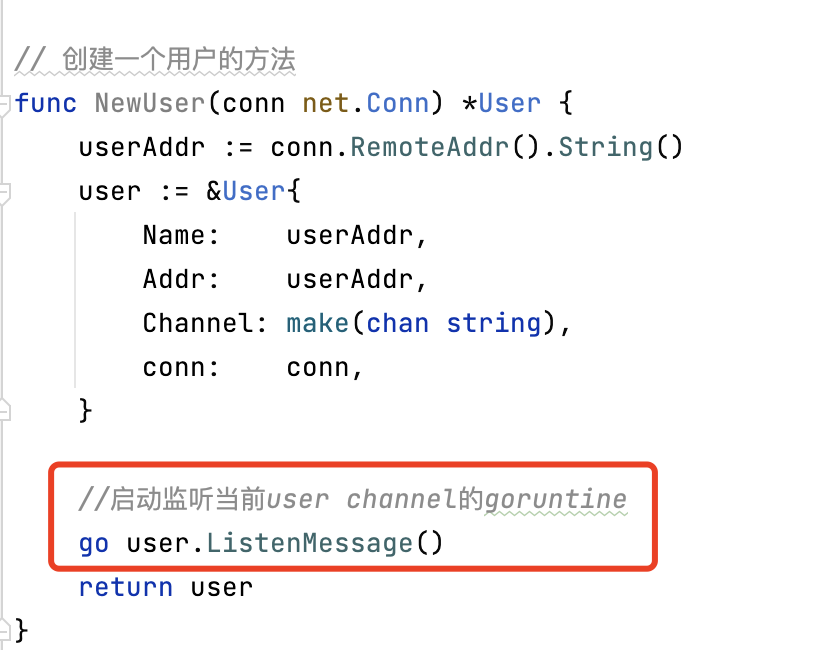 // 创建一个用户的方法
func NewUser(conn net.Conn) *User {
    userAddr := conn.RemoteAddr().String()
    user := &User{
        Name:    userAddr,
        Addr:    userAddr,
        Channel: make(chan string),
        conn:    conn,
    }
    //启动监听当前user channel的goruntine
    go user.ListenMessage()
    return user
}